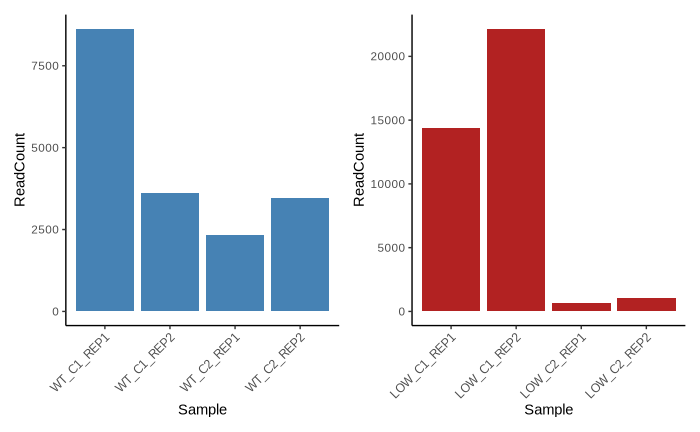 ReadCount
7500
5000
2500
0
WT_C1_REP1
WT_C1_REP2
WT_C2_REP1
WT_C2_REP2
Sample
ReadCount
20000
15000
10000
5000
0
LOW_C1_REP1
LOW_C1_REP2
LOW_C2_REP1
LOW_C2_REP2
Sample